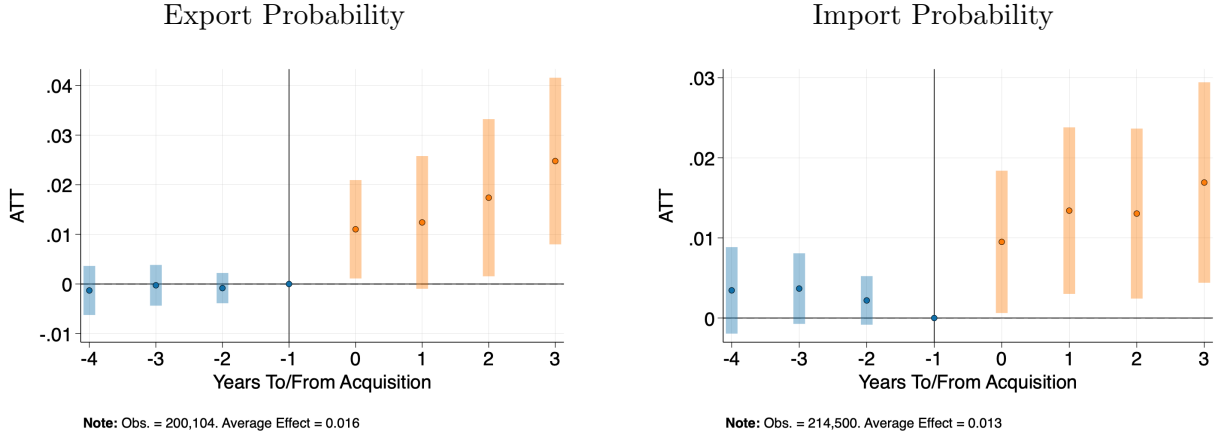 Export Probability
.04
.03
.02
.01
0
-.01
ATT
-4 -3 -2 -1 0 1 2 3
Years To/From Acquisition
Note: Obs. = 200,104. Average Effect = 0.016
Import Probability
.03
.02
.01
0
ATT
-4 -3 -2 -1 0 1 2 3
Years To/From Acquisition
Note: Obs. = 214,500. Average Effect = 0.013